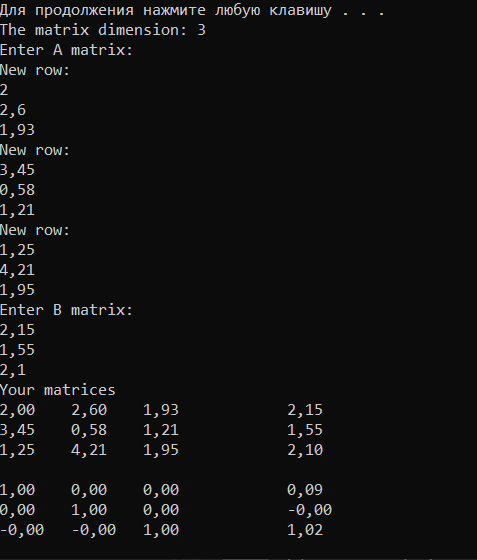 Для продолжения нажмите любую клавишу . . .
The matrix dimension: 3
Enter A matrix:
New row:
2
2,6
1,93
New row:
3,45
0,58
1,21
New row:
1,25
4,21
1,95
Enter B matrix:
2,15
1,55
2,1
Your matrices
2,00 2,60 1,93 2,15
3,45 0,58 1,21 1,55
1,25 4,21 1,95 2,10
1,00 0,00 0,00 0,09
0,00 1,00 0,00 -0,00
-0,00 -0,00 1,00 1,02